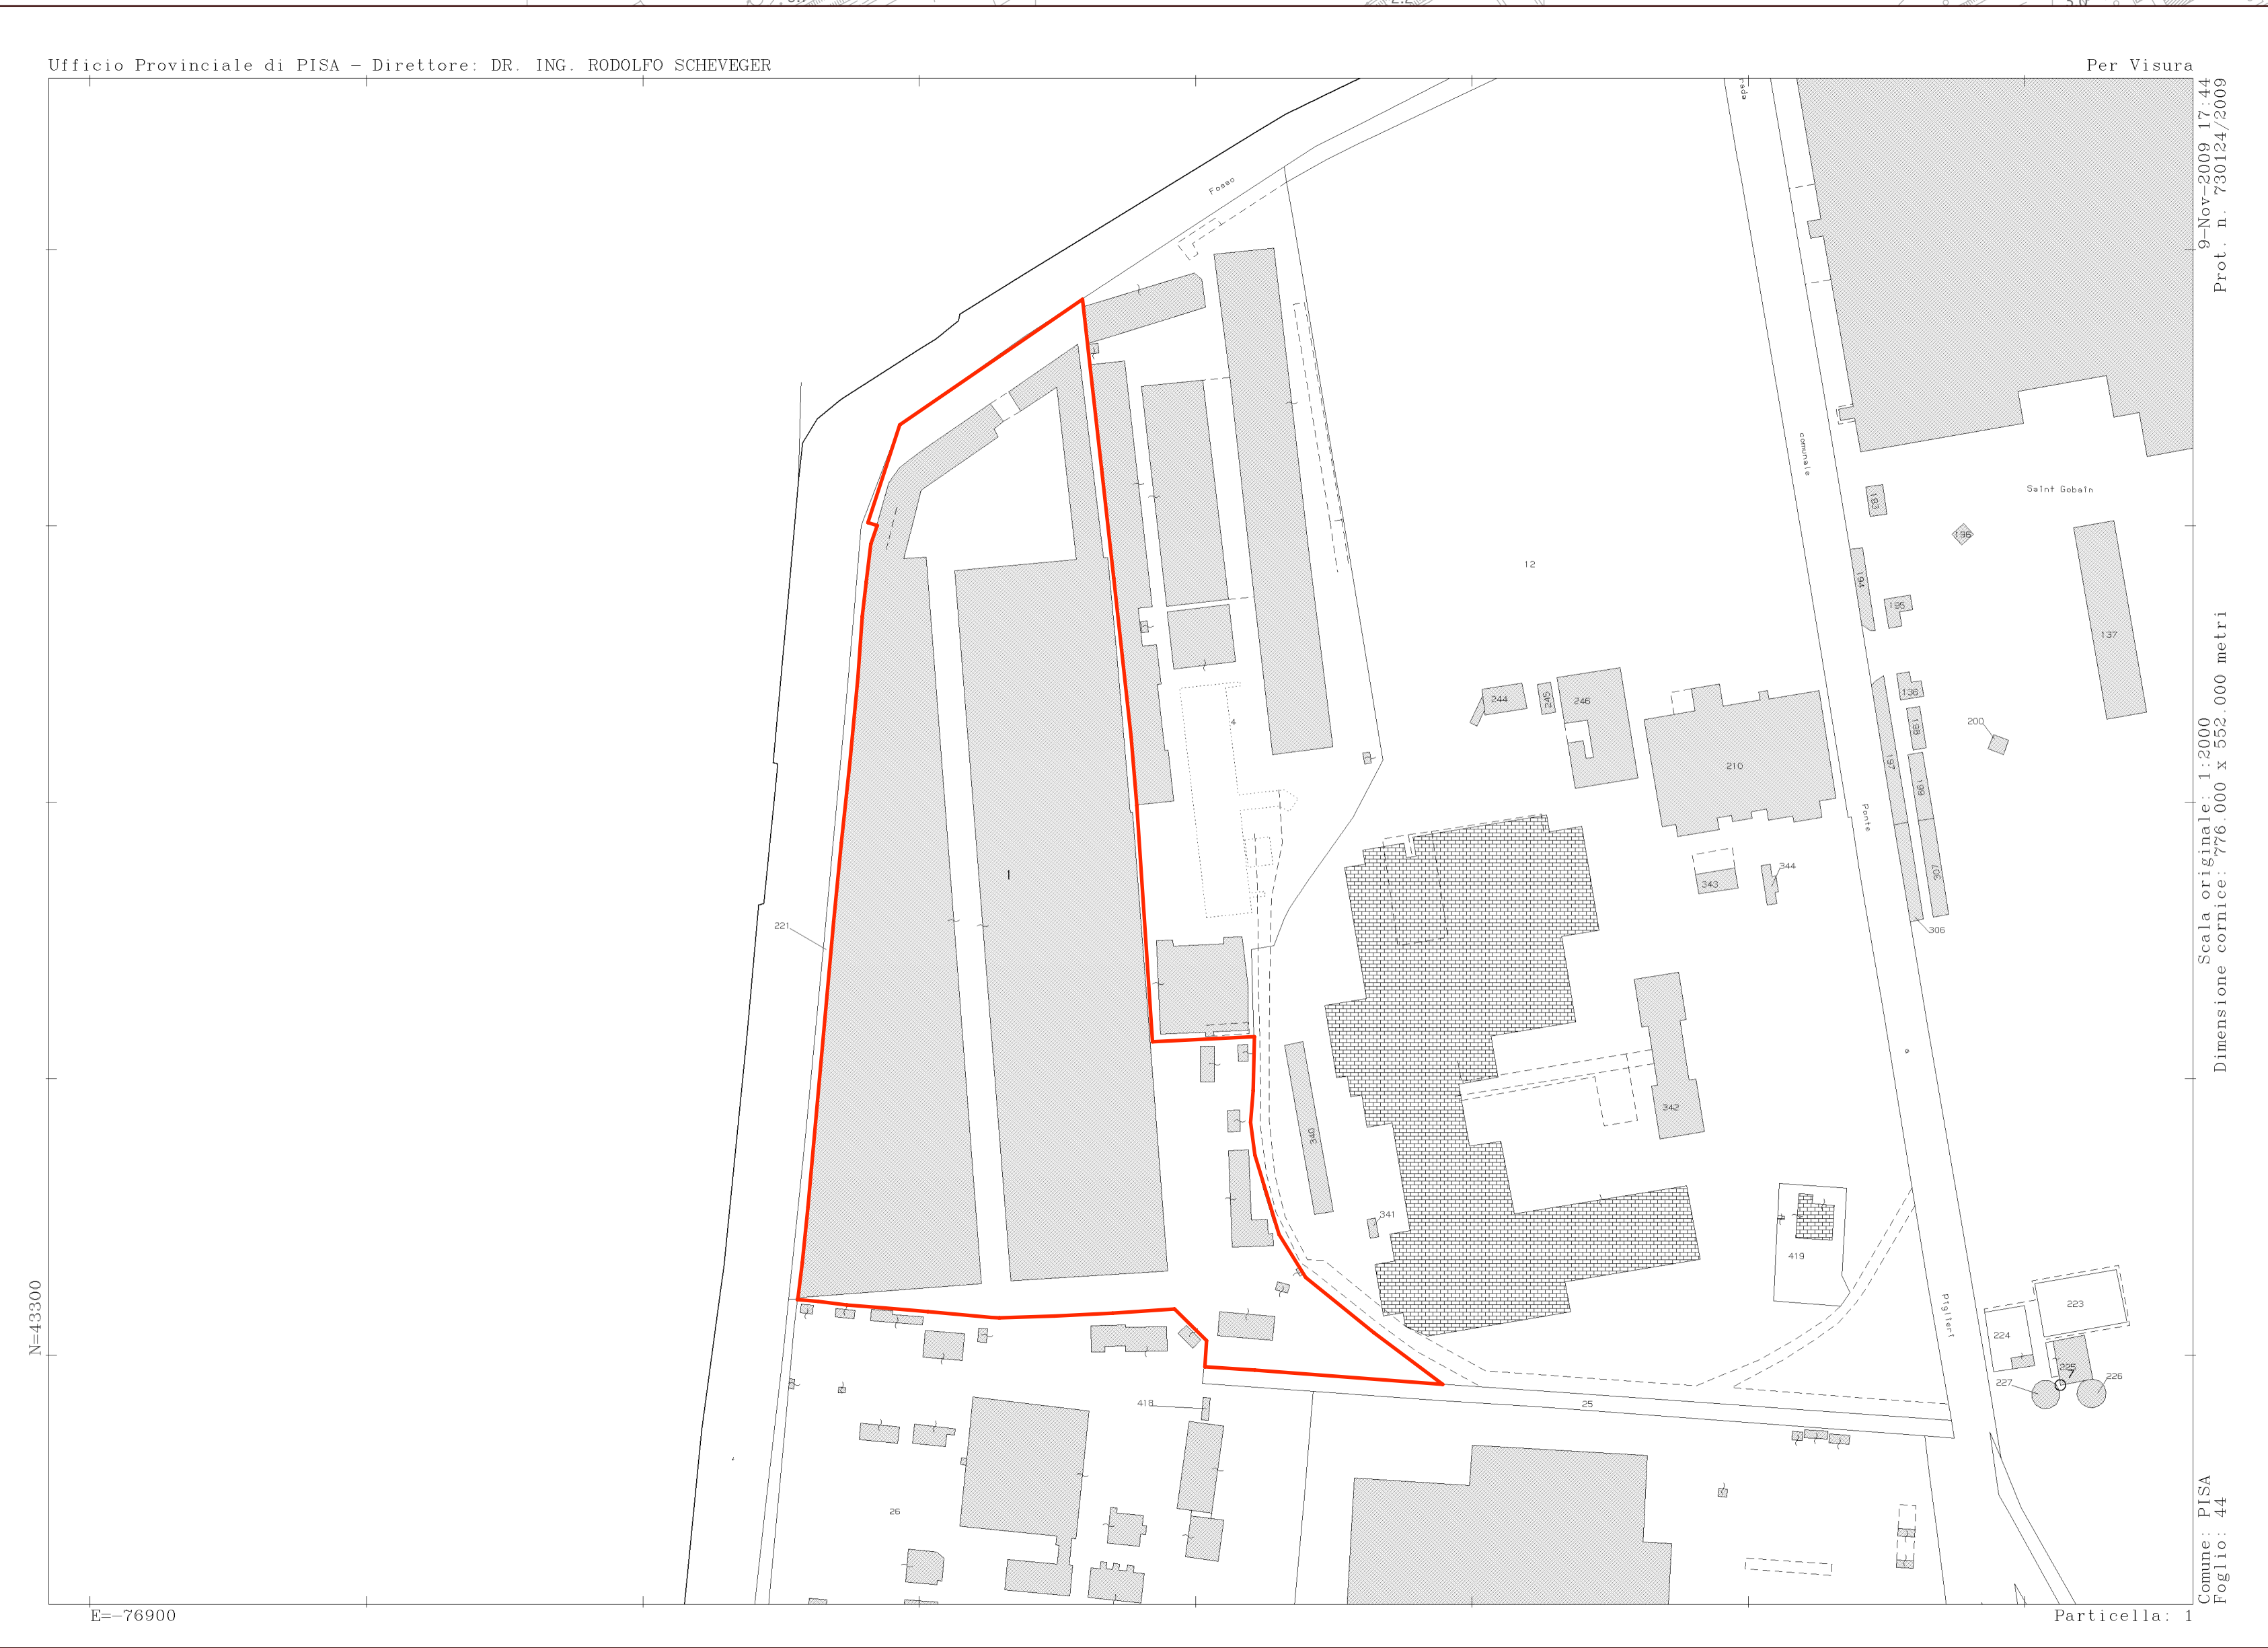 Ufficio Provinciale di PISA - Direttore: DR. ING. RODOLFO SCHEVEGER
Per Visura
9-Nov-2009 17:44
Prot. n. 730124/2009
Scala originale: 1:2000
Dimensione cornice: 776.000 x 552.000 metri
Comune: PISA
Foglio: 44
Particella: 1
E=-76900
N=43300
Fosso
rada
comunale
Ponte
a
Piglieri
Saint Gobain
193
196
194
195
137
12
136
198
200
197
199
244
245
246
210
4
343
344
307
306
1
221
342
340
341
419
223
224
225
7
226
227
418
25
26